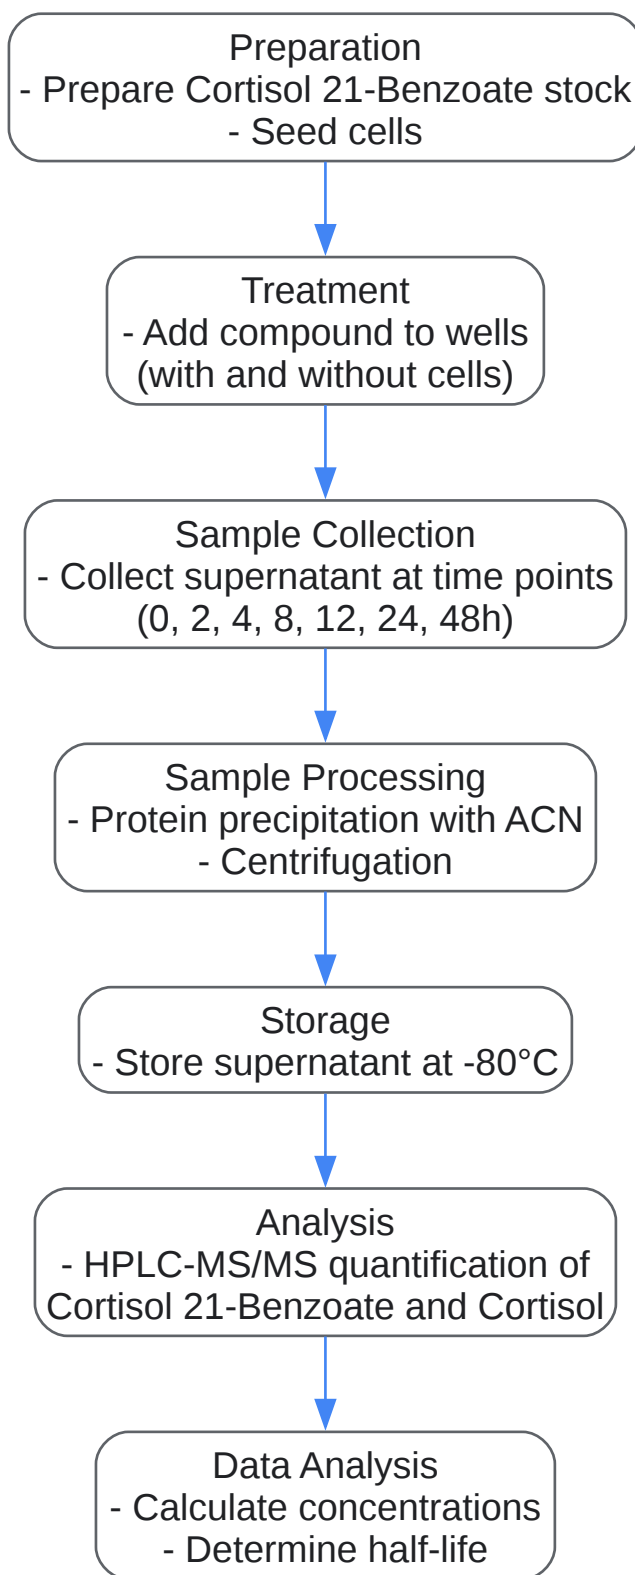 Preparation
- Prepare Cortisol 21-Benzoate stock
- Seed cells
Treatment
- Add compound to wells
(with and without cells)
Sample Collection
- Collect supernatant at time points
(0, 2, 4, 8, 12, 24, 48h)
Sample Processing
- Protein precipitation with ACN
- Centrifugation
Storage
- Store supernatant at -80°C
Analysis
- HPLC-MS/MS quantification of
Cortisol 21-Benzoate and Cortisol
Data Analysis
- Calculate concentrations
- Determine half-life